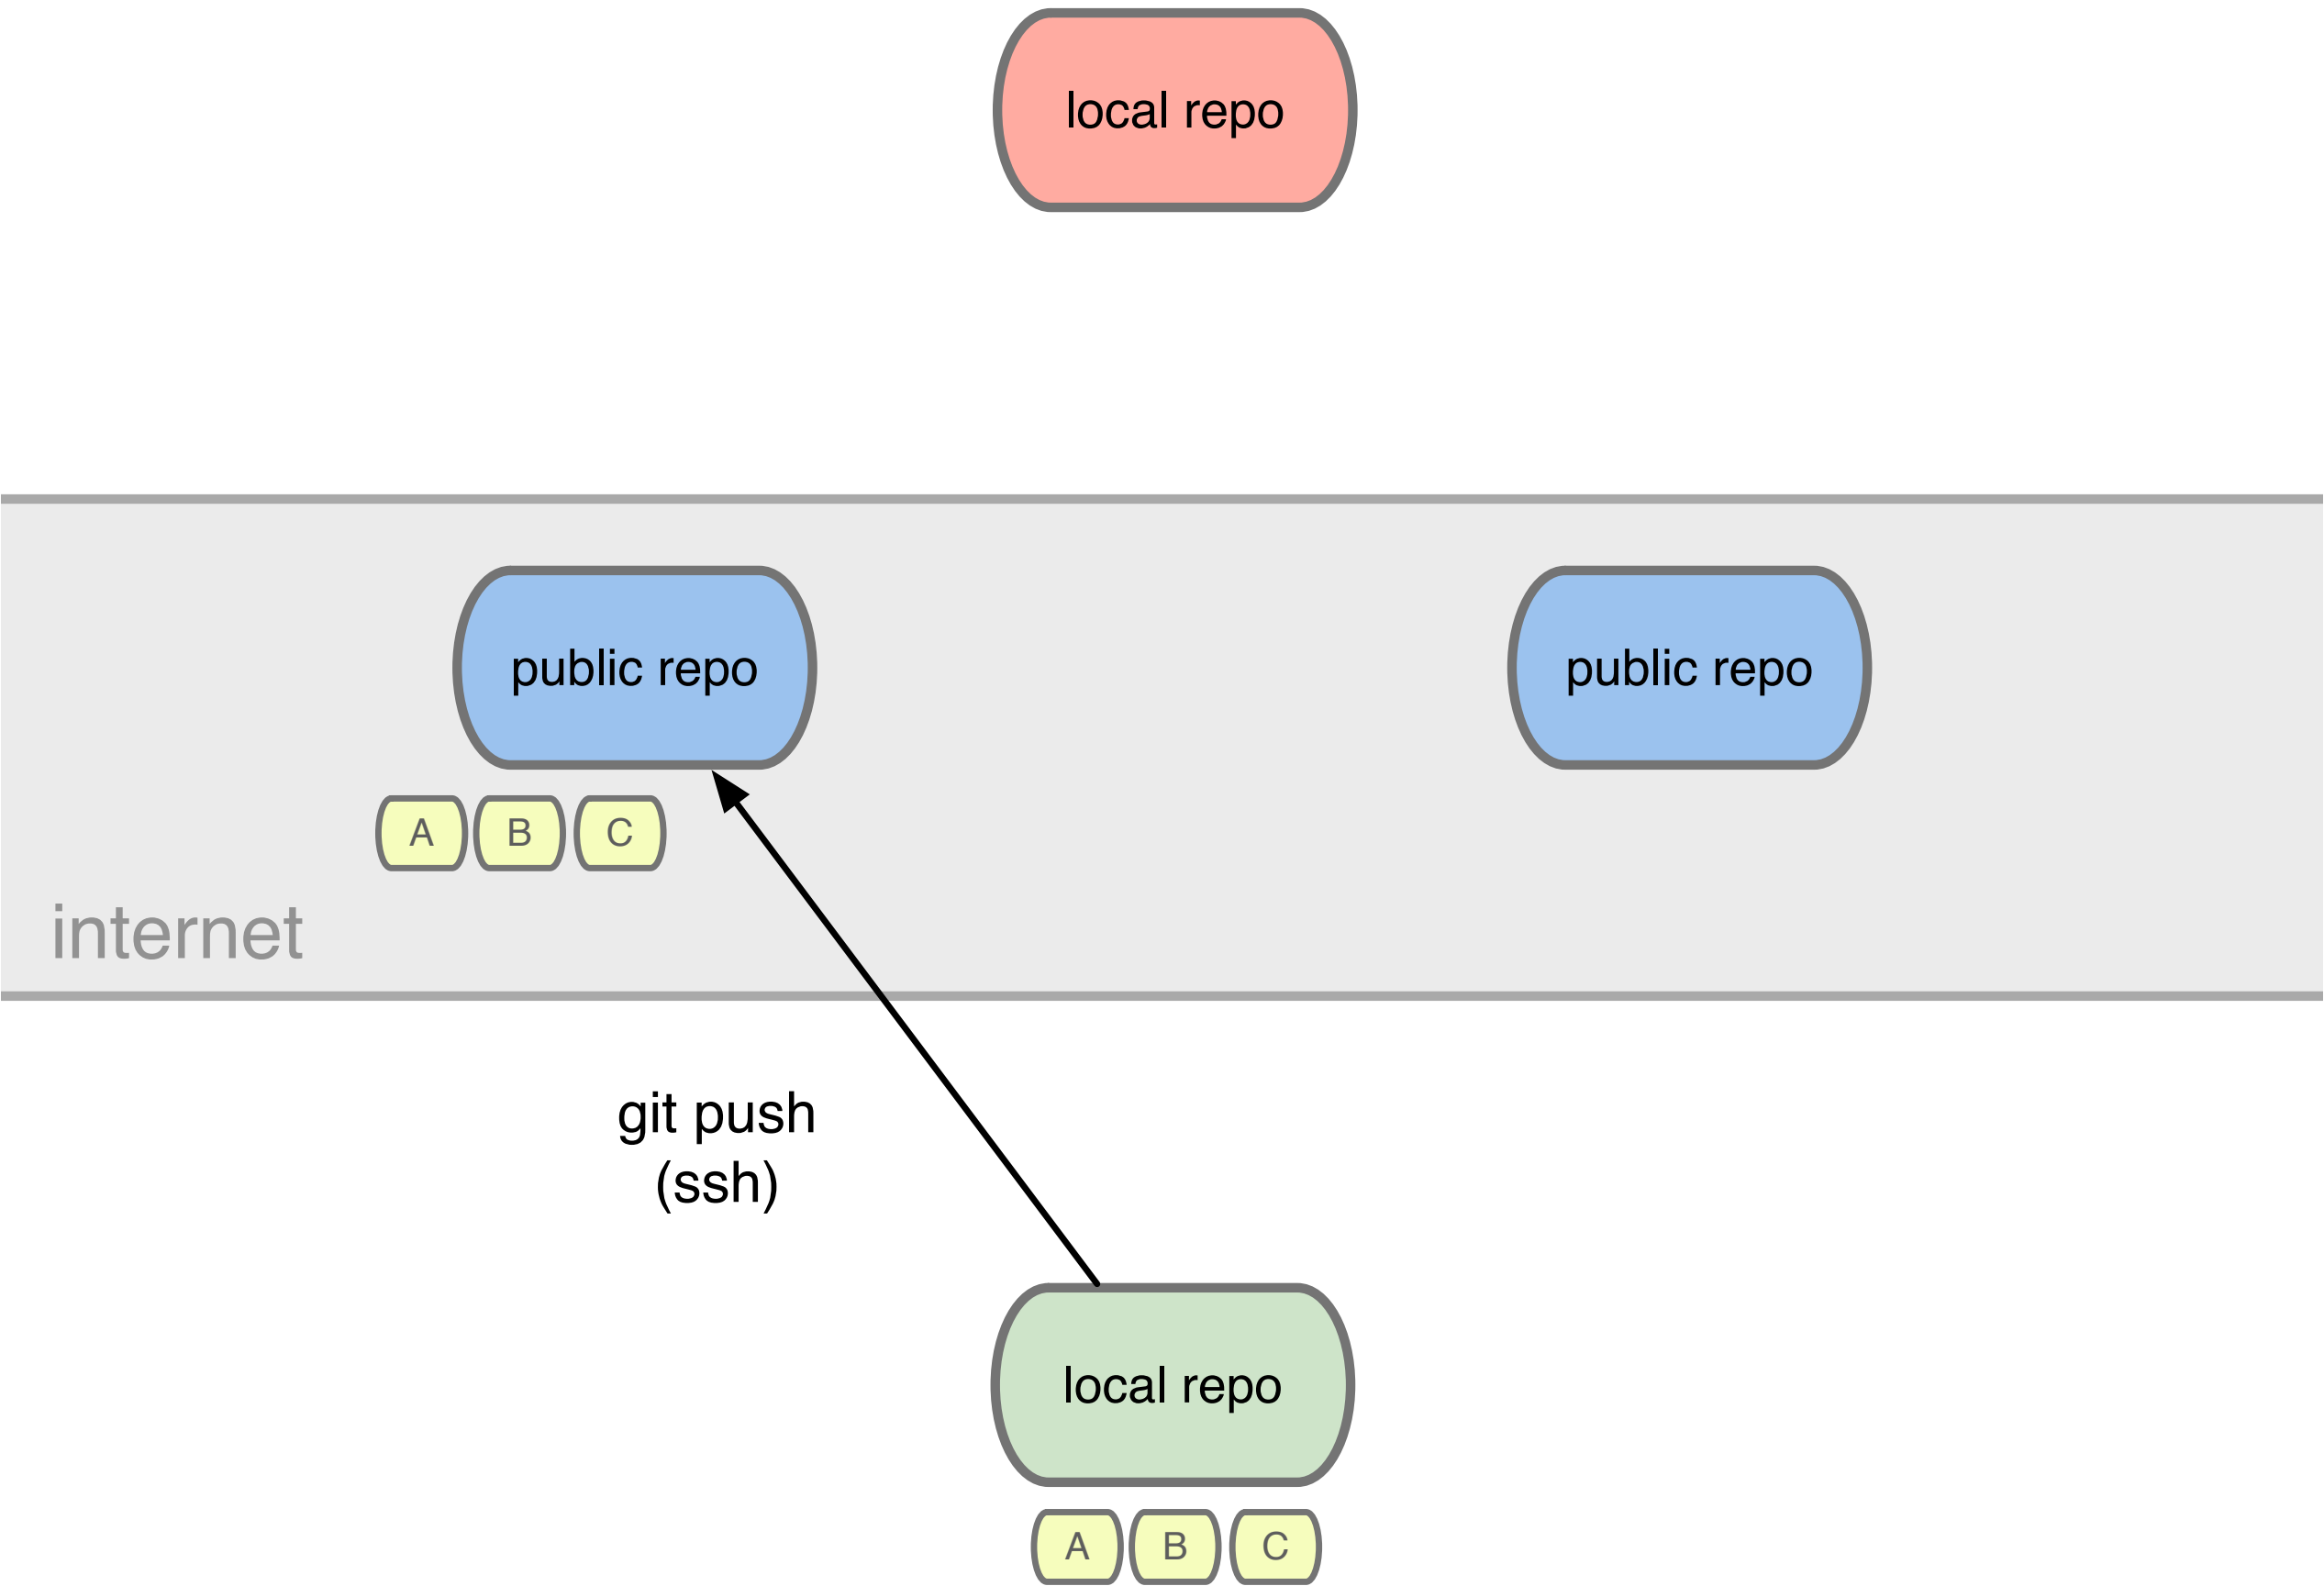 local repo
public repo
public repo
A
B
C
internet
git push
(ssh)
local repo
A
B
C